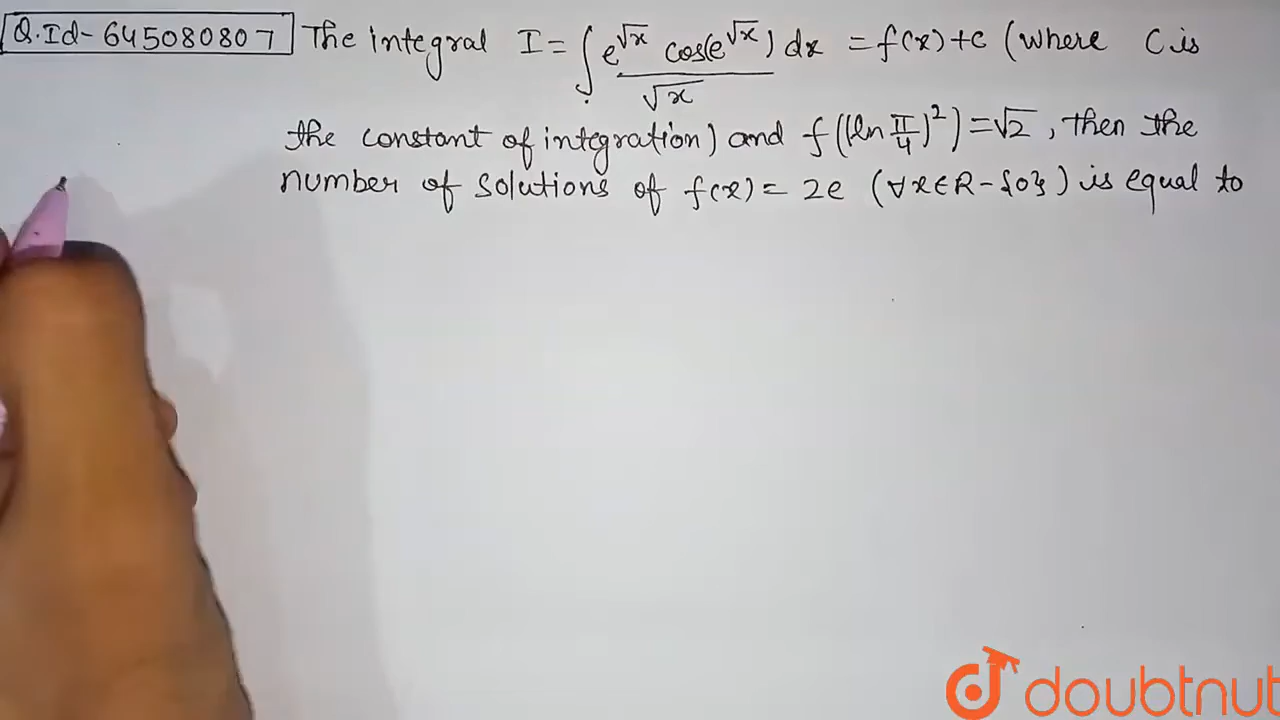 Q.Id- 645080807 The integral I = ∫ e^√x cos(e^√x) / √x dx = f(x)+c (where C is
the constant of integration) and f((ln π/4)²) = √2, then the
number of solutions of f(x) = 2e (∀x∈R-{0}) is equal to
doubtnut